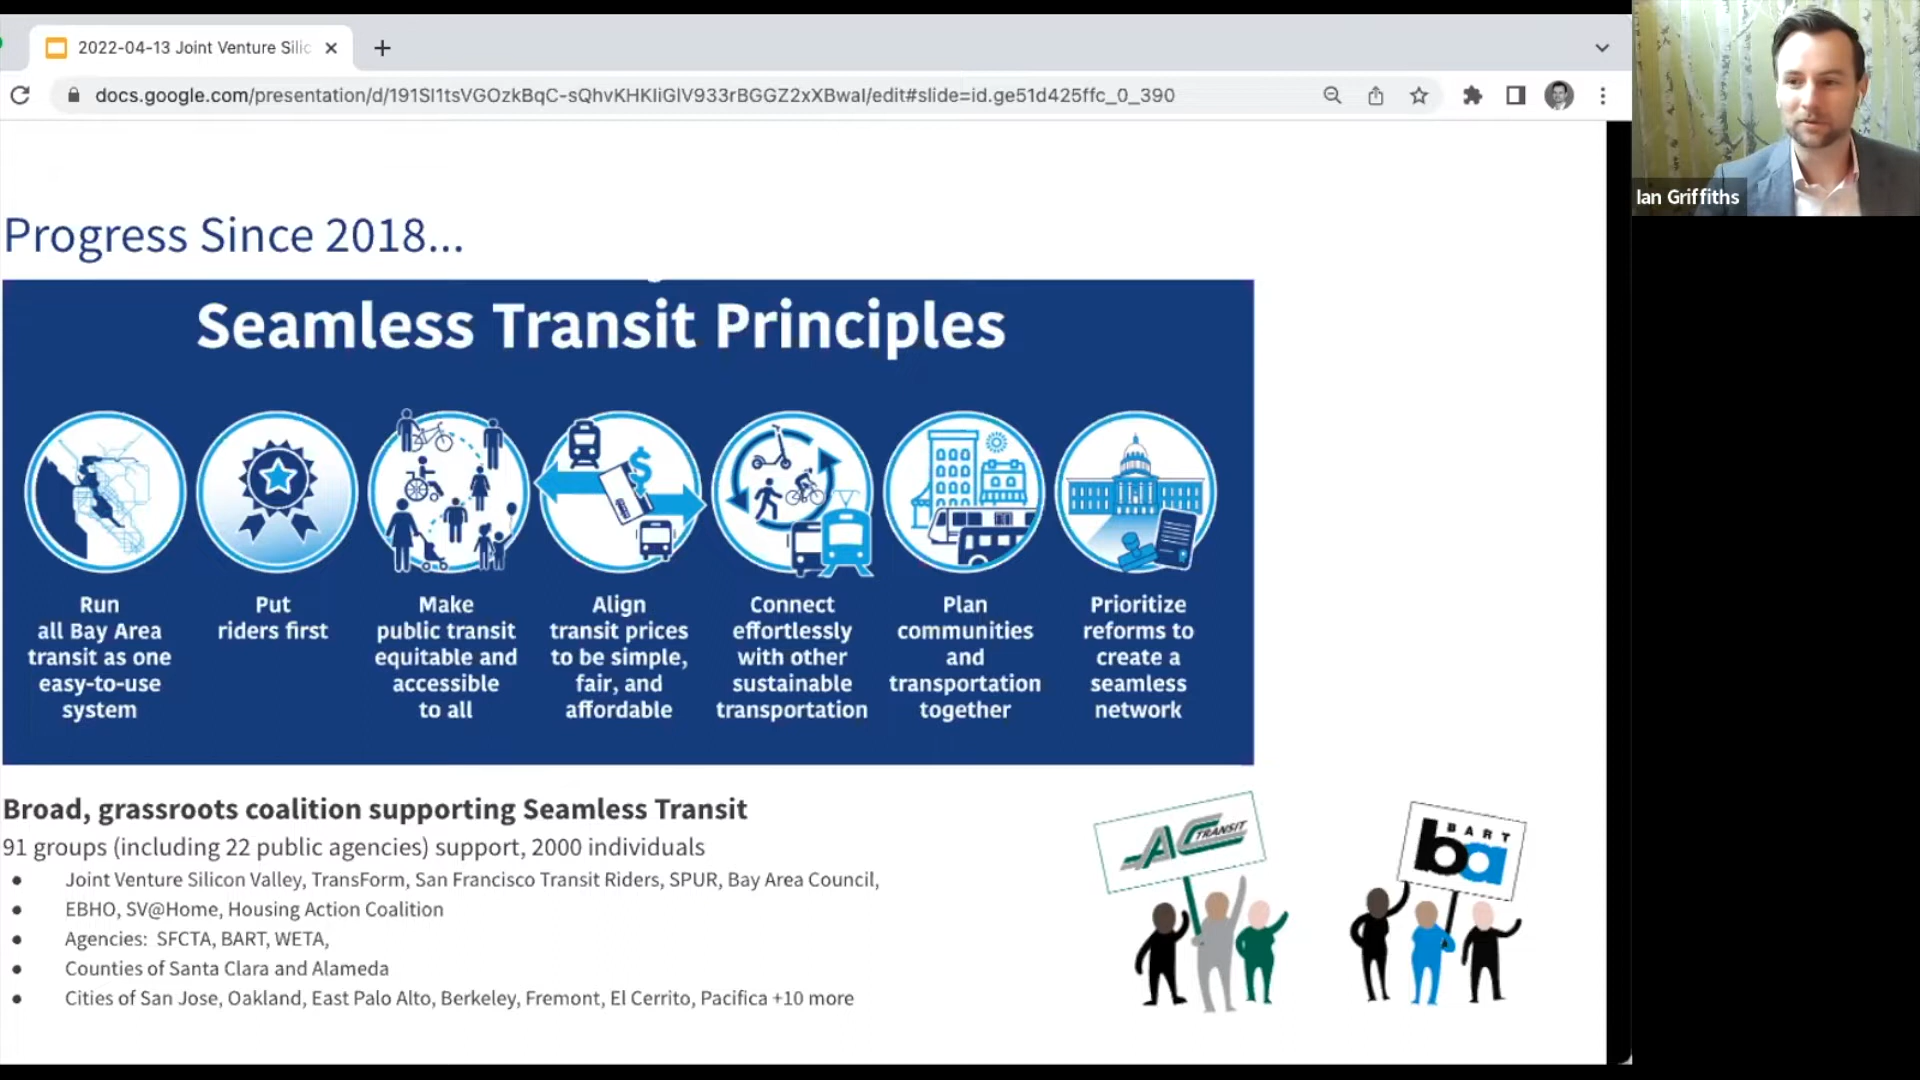 2022-04-13 Joint Venture Silic
docs.google.com/presentation/d/191SI1tsVGOzkBqC-sQhvKHKIiGIV933rBGGZ2xXBwaI/edit#slide=id.ge51d425ffc_0_390
Ian Griffiths
Progress Since 2018...
Seamless Transit Principles
Run
all Bay Area
transit as one
easy-to-use
system
Put
riders first
Make
public transit
equitable and
accessible
to all
Align
transit prices
to be simple,
fair, and
affordable
Connect
effortlessly
with other
sustainable
transportation
Plan
communities
and
transportation
together
Prioritize
reforms to
create a
seamless
network
Broad, grassroots coalition supporting Seamless Transit
91 groups (including 22 public agencies) support, 2000 individuals
● Joint Venture Silicon Valley, TransForm, San Francisco Transit Riders, SPUR, Bay Area Council,
● EBHO, SV@Home, Housing Action Coalition
● Agencies: SFCTA, BART, WETA,
● Counties of Santa Clara and Alameda
● Cities of San Jose, Oakland, East Palo Alto, Berkeley, Fremont, El Cerrito, Pacifica +10 more
AC TRANSIT
BART
ba